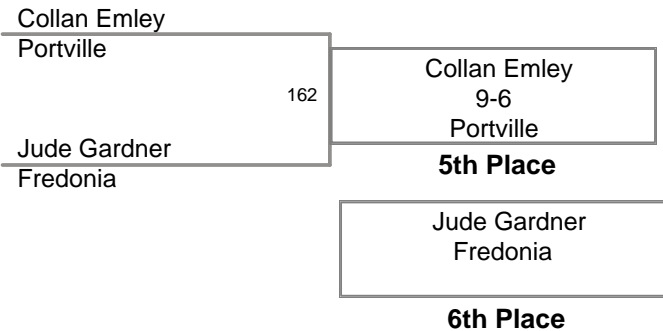 Collan Emley
Portville
162
Jude Gardner
Fredonia
Collan Emley
9-6
Portville
5th Place
Jude Gardner
Fredonia
6th Place